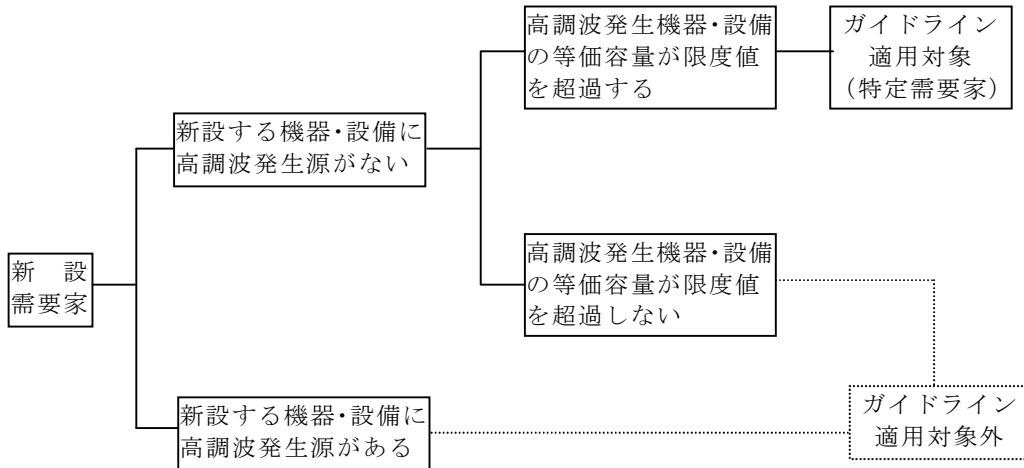 新設
需要家
新設する機器・設備に
高調波発生源がない
高調波発生機器・設備
の等価容量が限度値
を超過する
ガイドライン
適用対象
（特定需要家）
高調波発生機器・設備
の等価容量が限度値
を超過しない
新設する機器・設備に
高調波発生源がある
ガイドライン
適用対象外